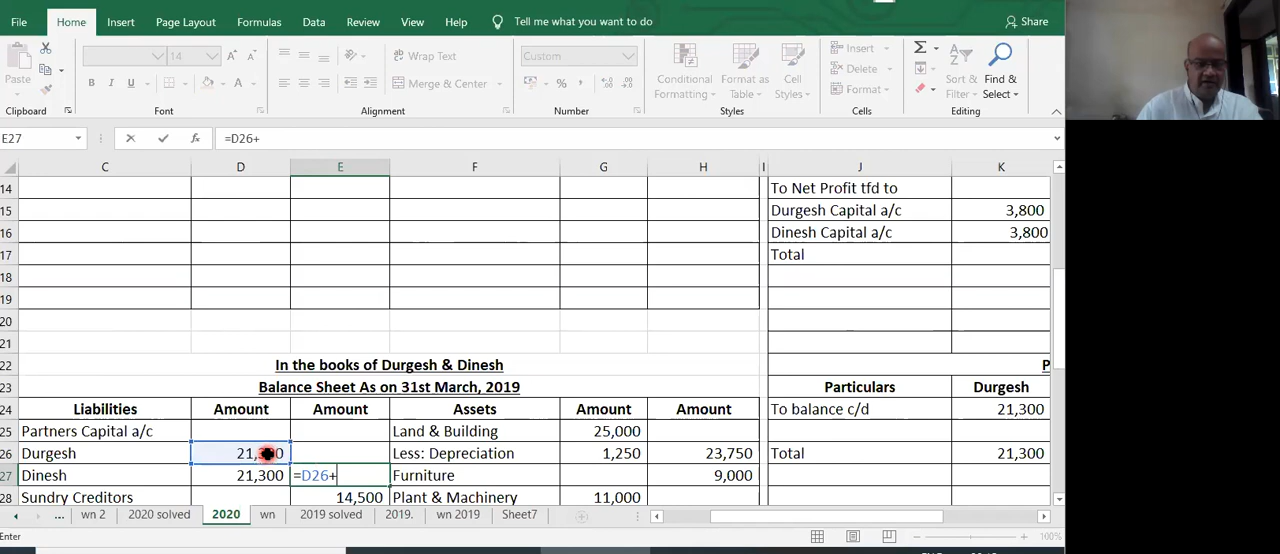 File Home Insert Page Layout Formulas Data Review View Help Tell me what you want to do Share
14 Wrap Text Custom Insert
Paste Merge & Center Conditional Format as Cell Delete Sort & Find &
B I U % Formatting Table Styles Format Filter Select
Clipboard Font Alignment Number Styles Cells Editing
E27 fx =D26+
C D E F G H I J K
14 To Net Profit tfd to
15 Durgesh Capital a/c 3,800
16 Dinesh Capital a/c 3,800
17 Total
18
19
20
21
22 In the books of Durgesh & Dinesh P
23 Balance Sheet As on 31st March, 2019 Particulars Durgesh
24 Liabilities Amount Amount Assets Amount Amount To balance c/d 21,300
25 Partners Capital a/c Land & Building 25,000
26 Durgesh 21,300 Less: Depreciation 1,250 23,750 Total 21,300
27 Dinesh 21,300 =D26+ Furniture 9,000
28 Sundry Creditors 14,500 Plant & Machinery 11,000
... wn 2 2020 solved 2020 wn 2019 solved 2019. wn 2019 Sheet7
Enter 100%